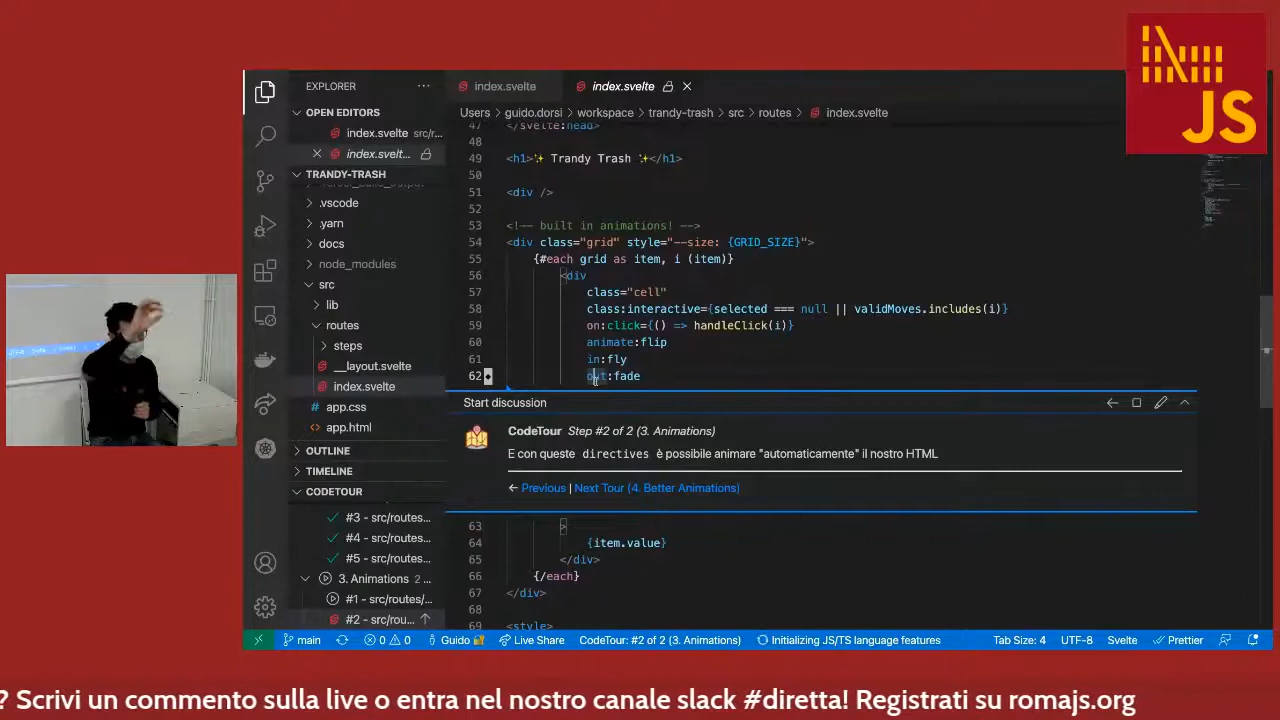 JS
EXPLORER
OPEN EDITORS
index.svelte src/r...
index.svelt...
TRANDY-TRASH
.vscode
.yarn
docs
node_modules
src
lib
routes
steps
__layout.svelte
index.svelte
app.css
app.html
OUTLINE
TIMELINE
CODETOUR
#3 - src/routes...
#4 - src/routes...
#5 - src/routes...
3. Animations 2 ...
#1 - src/routes/...
#2 - src/rou...
index.svelte
index.svelte
Users > guido.dorsi > workspace > trandy-trash > src > routes > index.svelte
47 </svelte:head>
48
49 <h1>✨ Trandy Trash ✨</h1>
50
51 <div />
52
53 <!-- built in animations! -->
54 <div class="grid" style="--size: {GRID_SIZE}">
55 {#each grid as item, i (item)}
56 <div
57 class="cell"
58 class:interactive={selected === null || validMoves.includes(i)}
59 on:click={() => handleClick(i)}
60 animate:flip
61 in:fly
62 out:fade
Start discussion
CodeTour Step #2 of 2 (3. Animations)
E con queste directives è possibile animare "automaticamente" il nostro HTML
← Previous | Next Tour (4. Better Animations)
63 >
64 {item.value}
65 </div>
66 {/each}
67 </div>
68
69 <style>
main 0 0 Guido Live Share CodeTour: #2 of 2 (3. Animations) Initializing JS/TS language features Tab Size: 4 UTF-8 Svelte Prettier
? Scrivi un commento sulla live o entra nel nostro canale slack #diretta! Registrati su romajs.org